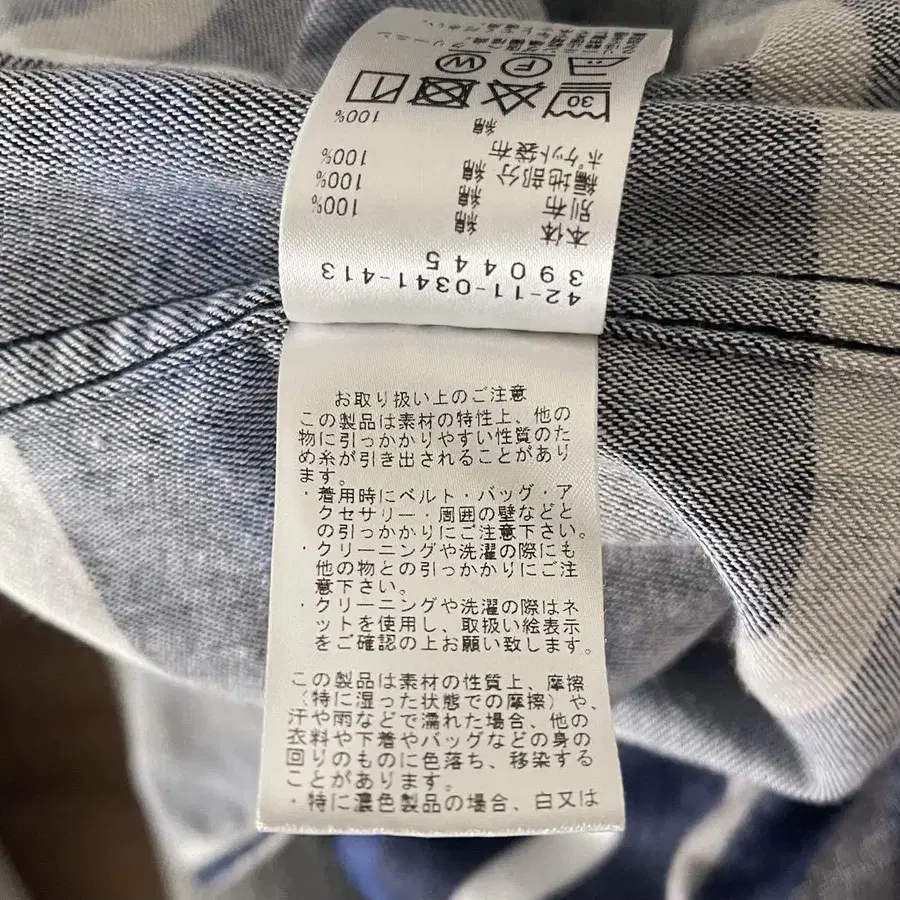 42-11-0341-413
390445
本体 綿 100%
別布 綿 100%
編地部分 綿 100%
ポケット袋布
綿 100%
30
F W
お取り扱い上のご注意
この製品は素材の特性上、他の
物に引っかかりやすい性質のた
め糸が引き出されることがあり
ます。
・着用時にベルト・バッグ・ア
クセサリー・周囲の壁などと
の引っかかりにご注意下さい。
・クリーニングや洗濯の際にも
他の物との引っかかりにご注
意下さい。
・クリーニングや洗濯の際はネ
ットを使用し、取扱い絵表示
をご確認の上お願い致します。
この製品は素材の性質上、摩擦
（特に湿った状態での摩擦）や、
汗や雨などで濡れた場合、他の
衣料や下着やバッグなどの身の
回りのものに色落ち、移染する
ことがあります。
・特に濃色製品の場合、白又は